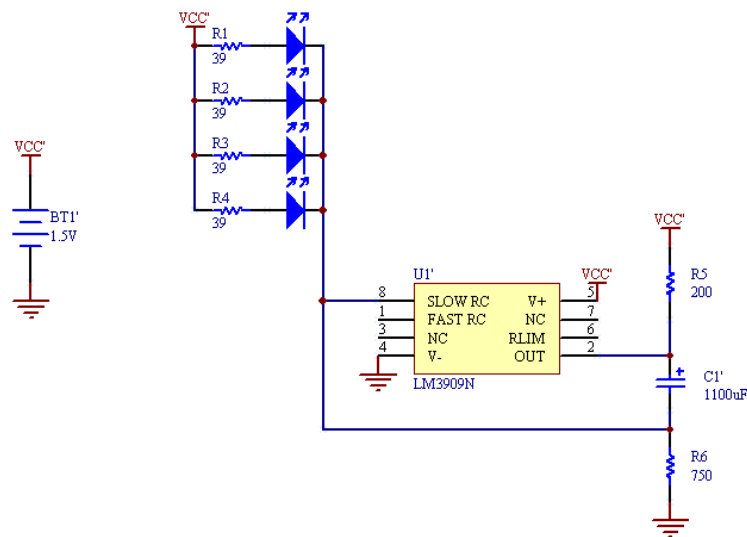 VCC"
R1
39
R2
39
R3
39
R4
39
VCC"
BT1'
1.5V
VCC"
R5
200
U1'
VCC"
8 SLOW RC V+ 5
1 FAST RC NC 7
3 NC RLIM 6
4 V- OUT 2
LM3909N
+
C1'
1100uF
R6
750